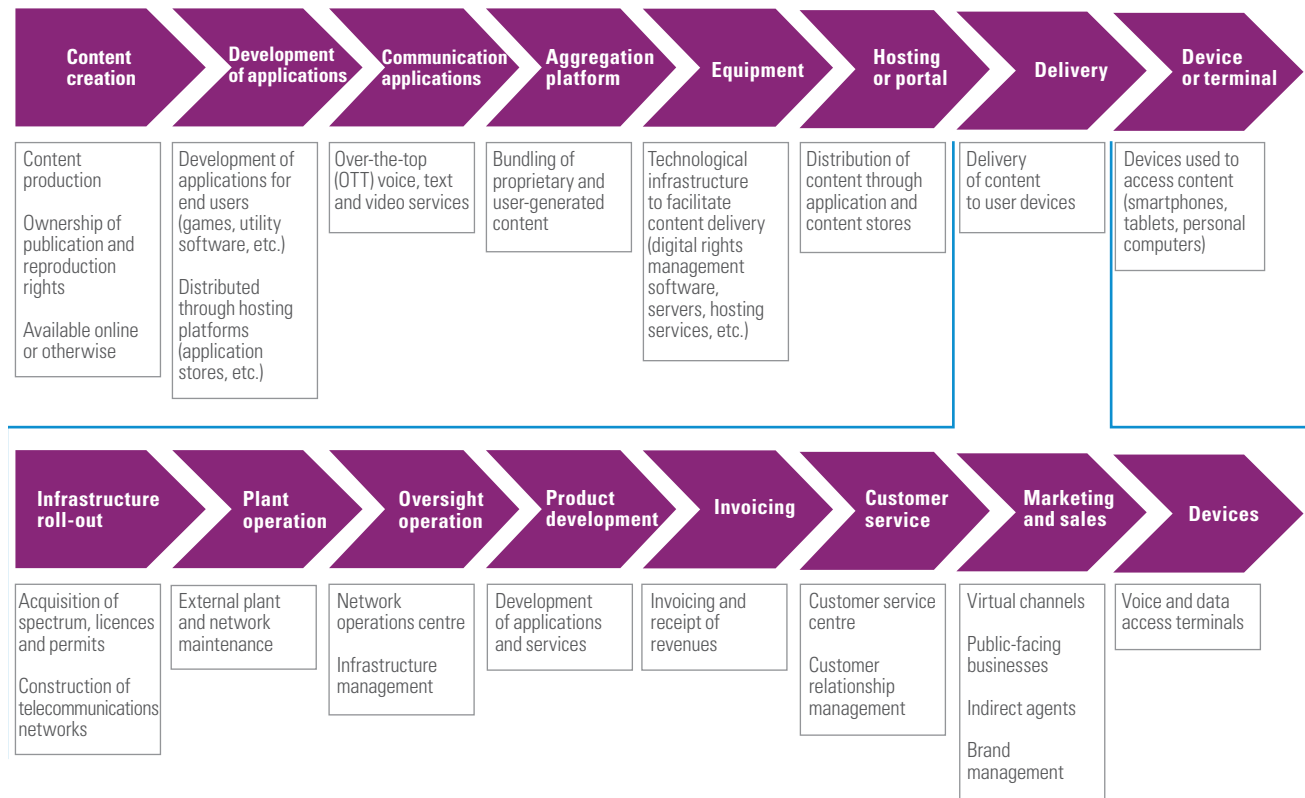 Content
creation
Development
of applications
Communication
applications
Aggregation
platform
Equipment
Hosting
or portal
Delivery
Device
or terminal
Content
production
Ownership of
publication and
reproduction
rights
Available online
or otherwise
Development of
applications for
end users
(games, utility
software, etc.)
Distributed
through hosting
platforms
(application
stores, etc.)
Over-the-top
(OTT) voice, text
and video services
Bundling of
proprietary and
user-generated
content
Technological
infrastructure
to facilitate
content delivery
(digital rights
management
software,
servers, hosting
services, etc.)
Distribution of
content through
application and
content stores
Delivery
of content
to user devices
Devices used to
access content
(smartphones,
tablets, personal
computers)
Infrastructure
roll-out
Plant
operation
Oversight
operation
Product
development
Invoicing
Customer
service
Marketing
and sales
Devices
Acquisition of
spectrum, licences
and permits
Construction of
telecommunications
networks
External plant
and network
maintenance
Network
operations centre
Infrastructure
management
Development
of applications
and services
Invoicing and
receipt of
revenues
Customer service
centre
Customer
relationship
management
Virtual channels
Public-facing
businesses
Indirect agents
Brand
management
Voice and data
access terminals